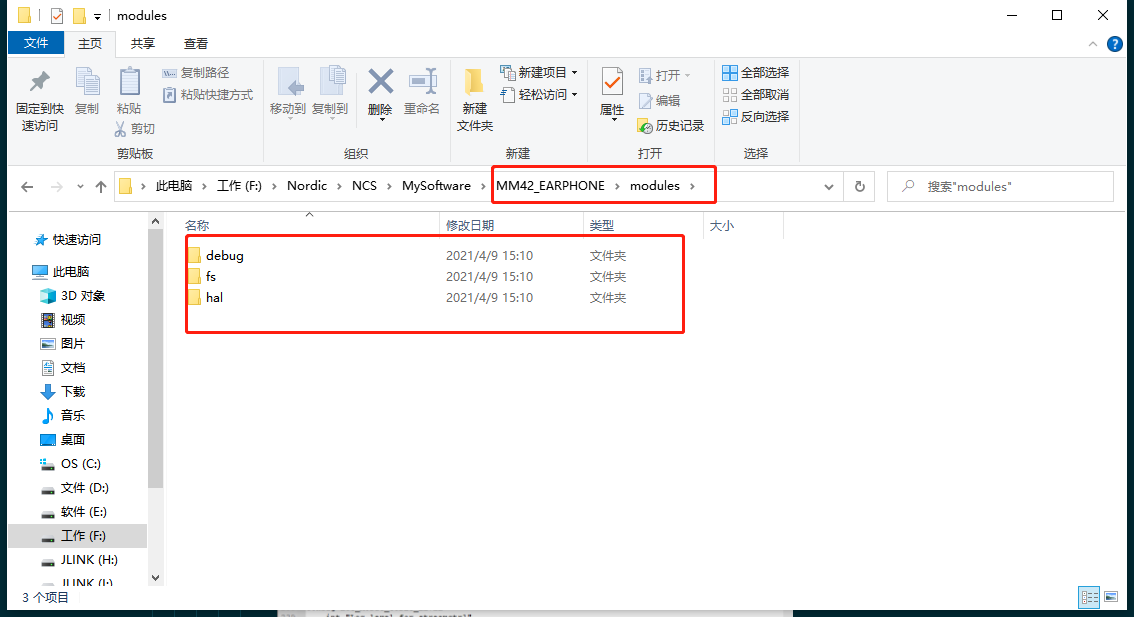 modules
文件 主页 共享 查看
固定到快速访问
复制
粘贴
复制路径
粘贴快捷方式
剪切
剪贴板
移动到
复制到
删除
重命名
组织
新建文件夹
新建项目
轻松访问
新建
属性
打开
编辑
历史记录
打开
全部选择
全部取消
反向选择
选择
此电脑 › 工作 (F:) › Nordic › NCS › MySoftware › MM42_EARPHONE › modules ›
搜索"modules"
名称 修改日期 类型 大小
debug 2021/4/9 15:10 文件夹
fs 2021/4/9 15:10 文件夹
hal 2021/4/9 15:10 文件夹
快速访问
此电脑
3D 对象
视频
图片
文档
下载
音乐
桌面
OS (C:)
文件 (D:)
软件 (E:)
工作 (F:)
JLINK (H:)
JLINK (I:)
3 个项目